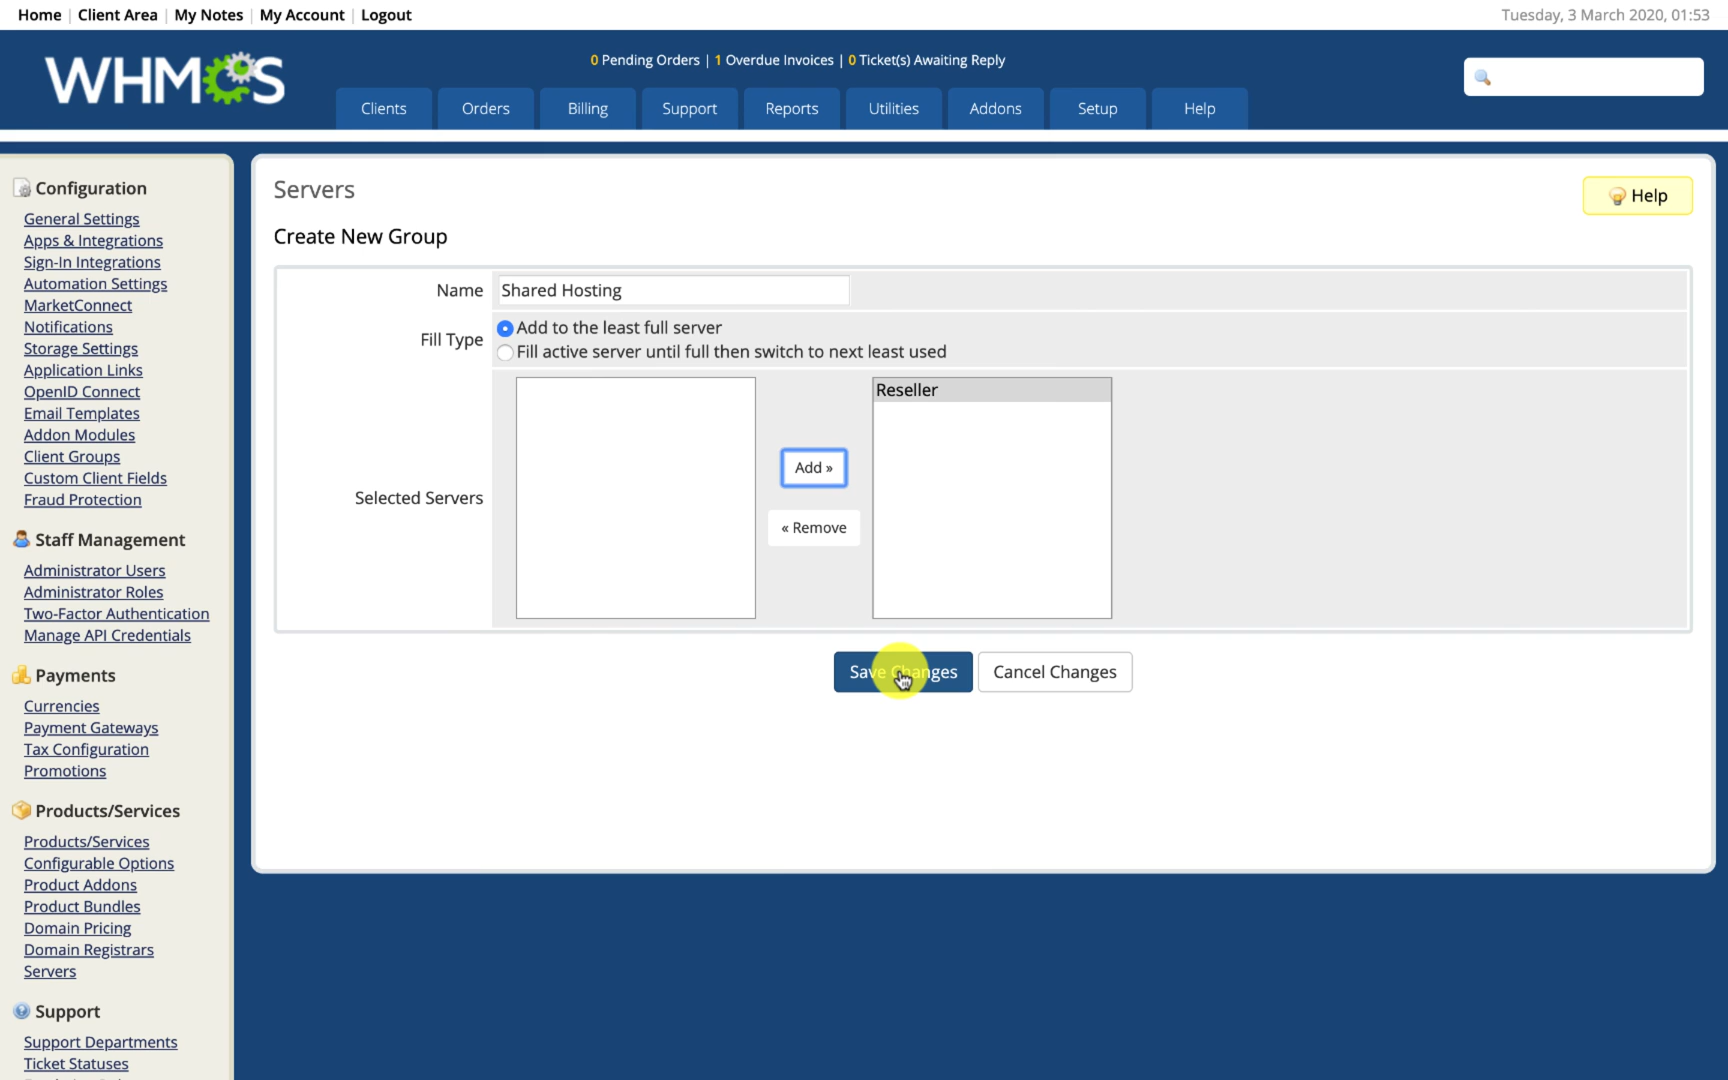 Home | Client Area | My Notes | My Account | Logout
Tuesday, 3 March 2020, 01:53
WHMCS
0 Pending Orders | 1 Overdue Invoices | 0 Ticket(s) Awaiting Reply
Clients Orders Billing Support Reports Utilities Addons Setup Help
Configuration
General Settings
Apps & Integrations
Sign-In Integrations
Automation Settings
MarketConnect
Notifications
Storage Settings
Application Links
OpenID Connect
Email Templates
Addon Modules
Client Groups
Custom Client Fields
Fraud Protection
Staff Management
Administrator Users
Administrator Roles
Two-Factor Authentication
Manage API Credentials
Payments
Currencies
Payment Gateways
Tax Configuration
Promotions
Products/Services
Products/Services
Configurable Options
Product Addons
Product Bundles
Domain Pricing
Domain Registrars
Servers
Support
Support Departments
Ticket Statuses
Servers
Help
Create New Group
Name Shared Hosting
Fill Type
Add to the least full server
Fill active server until full then switch to next least used
Selected Servers
Add »
« Remove
Reseller
Save Changes Cancel Changes